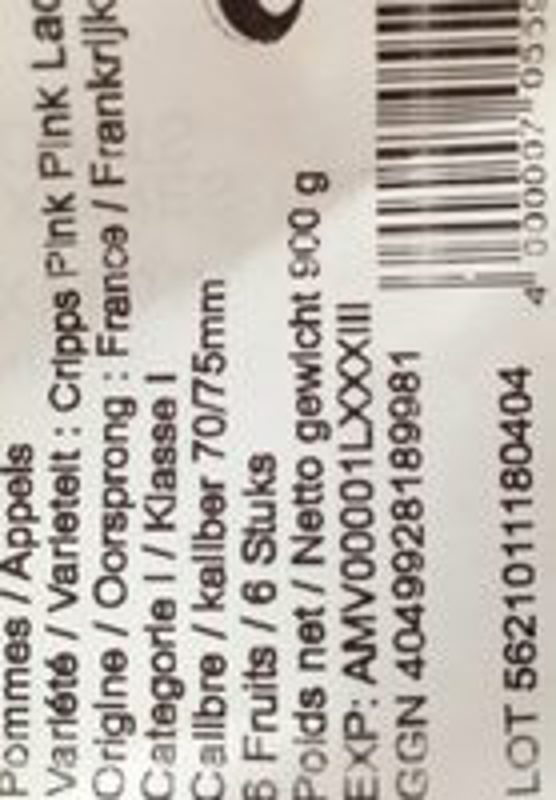 Pommes / Appels
Variété / Varieteit : Cripps Pink Pink Lad
Origine / Oorsprong : France / Frankrijk
Categorie I / Klasse I
Calibre / kaliber 70/75mm
6 Fruits / 6 Stuks
Poids net / Netto gewicht 900 g
EXP: AMV00001LXXXIII
GGN 4049928189981
LOT 56210111180404